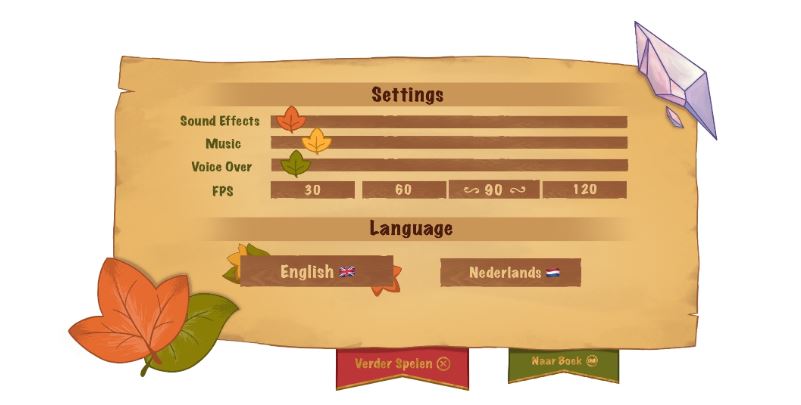 Settings
Sound Effects
Music
Voice Over
FPS 30 60 90 120
Language
English Nederlands
Verder Spelen Naar Boek